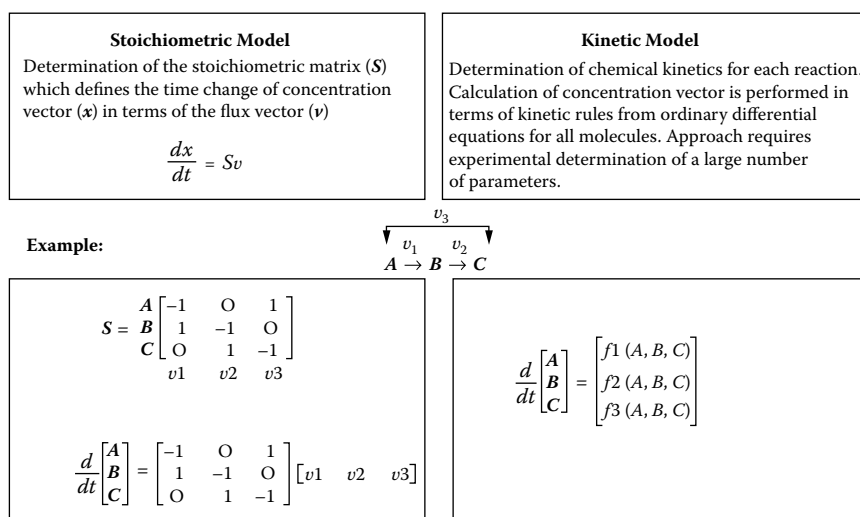 Stoichiometric Model
Determination of the stoichiometric matrix (S)
which defines the time change of concentration
vector (x) in terms of the flux vector (v)
dx/dt = Sv
Kinetic Model
Determination of chemical kinetics for each reaction.
Calculation of concentration vector is performed in
terms of kinetic rules from ordinary differential
equations for all molecules. Approach requires
experimental determination of a large number
of parameters.
Example:
v3
v1 v2
A → B → C
A [–1 O 1]
S = B [1 –1 O]
C [O 1 –1]
v1 v2 v3
d/dt [A B C] = [–1 O 1
1 –1 O
O 1 –1] [v1 v2 v3]
d/dt [A B C] = [f1 (A, B, C)
f2 (A, B, C)
f3 (A, B, C)]